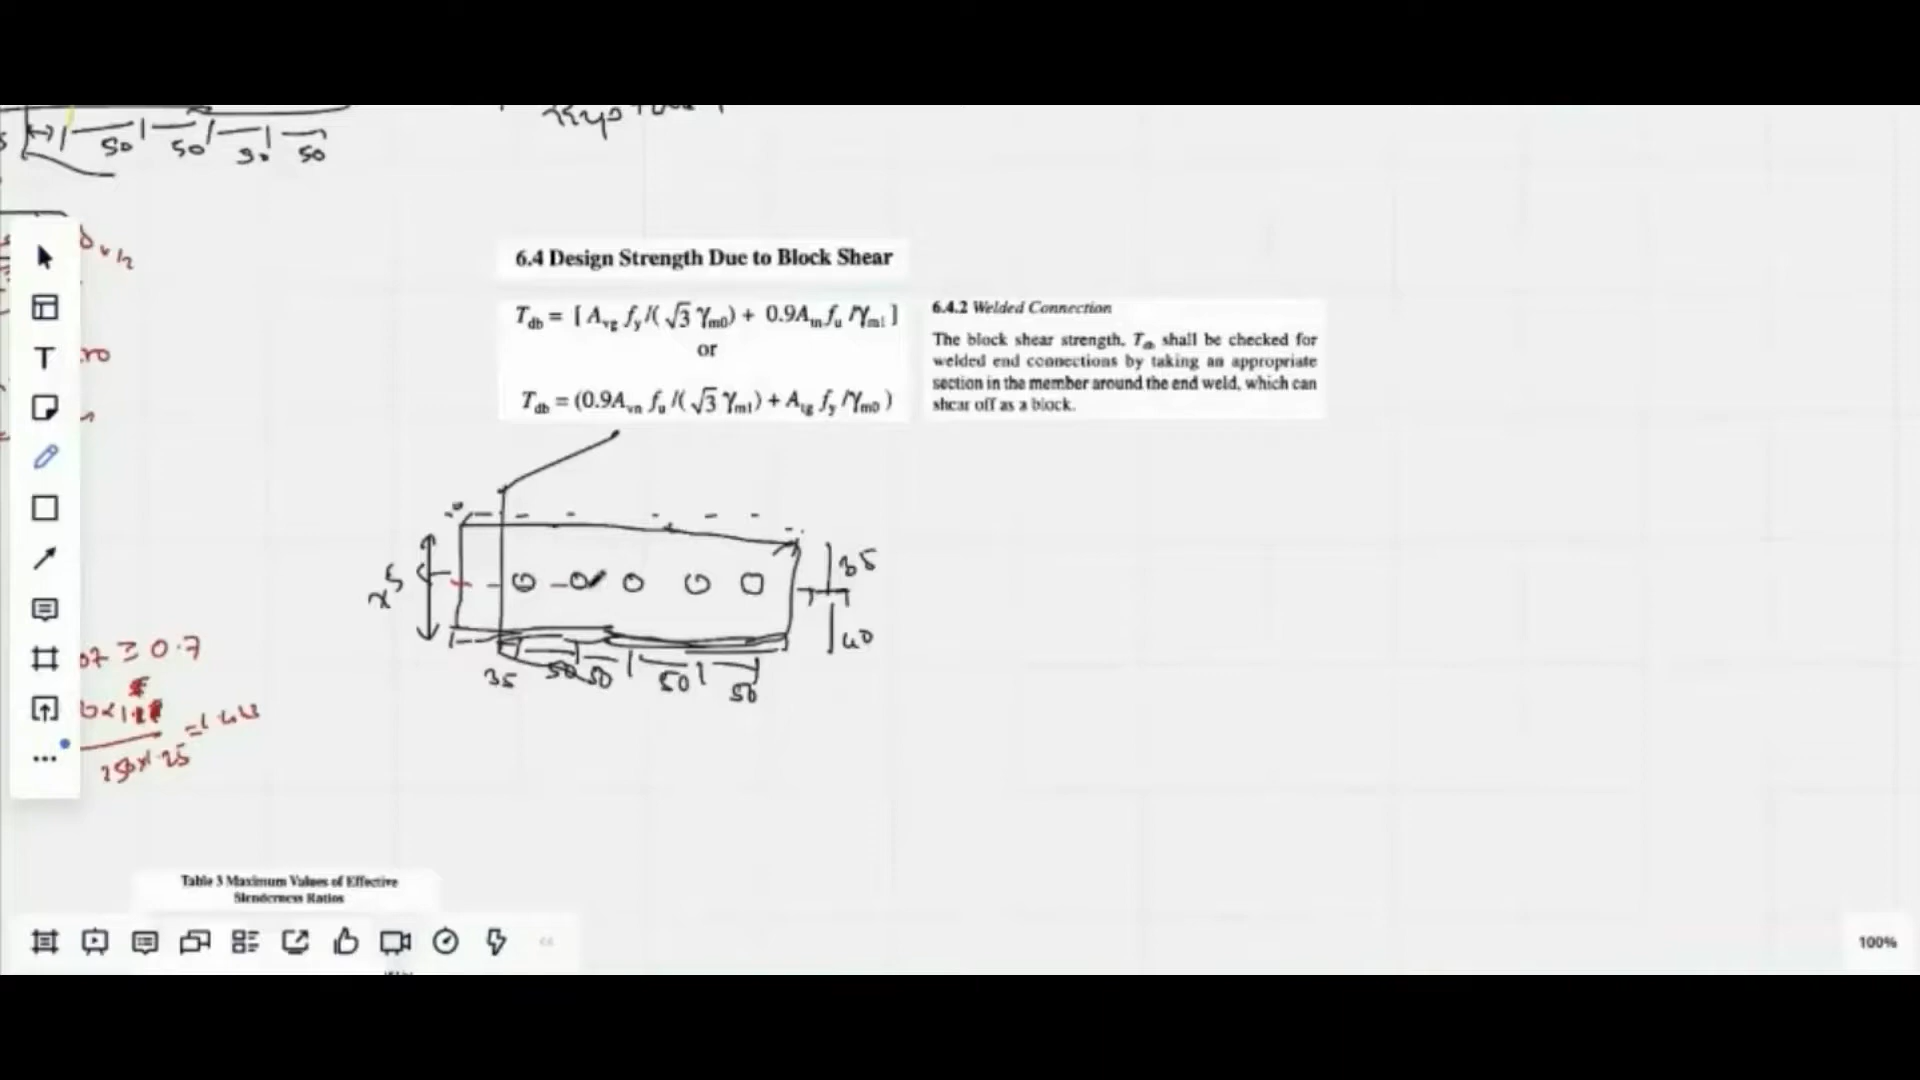 50 50 50 50
6.4 Design Strength Due to Block Shear
T_db = [ A_vg f_y /( √3 γ_m0) + 0.9A_tn f_u /γ_m1 ]
or
T_db = (0.9A_vn f_u /( √3 γ_m1) + A_tg f_y /γ_m0 )
6.4.2 Welded Connection
The block shear strength, T_db shall be checked for
welded end connections by taking an appropriate
section in the member around the end weld, which can
shear off as a block.
35
40
35 50 50 50 50
≥ 0.7
Table 3 Maximum Values of Effective
Slenderness Ratios
100%